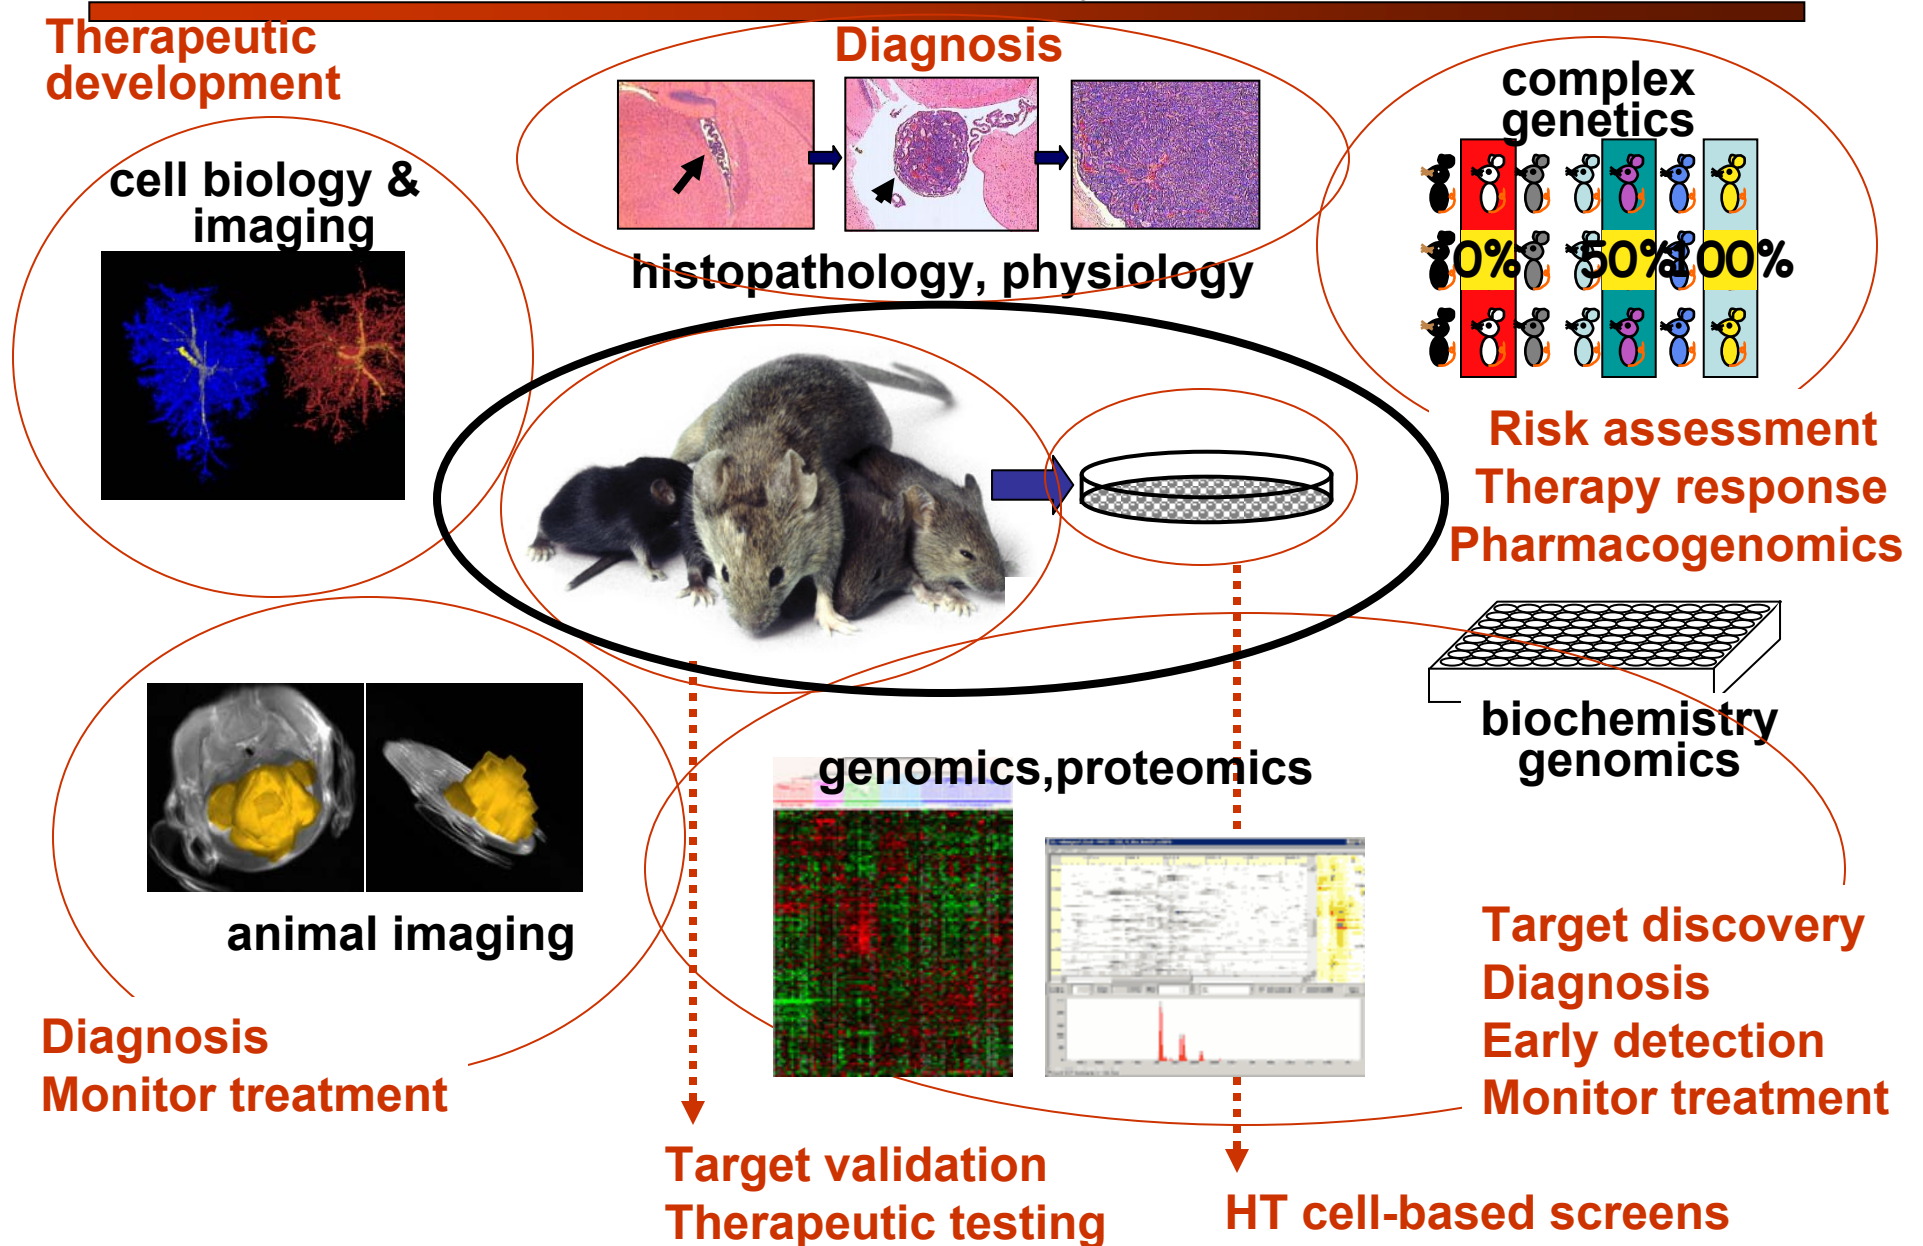 Therapeutic
development
Diagnosis
complex
genetics
cell biology &
imaging
histopathology, physiology
0%
50%
100%
Risk assessment
Therapy response
Pharmacogenomics
biochemistry
genomics
genomics,proteomics
animal imaging
Target discovery
Diagnosis
Early detection
Monitor treatment
Diagnosis
Monitor treatment
Target validation
Therapeutic testing
HT cell-based screens